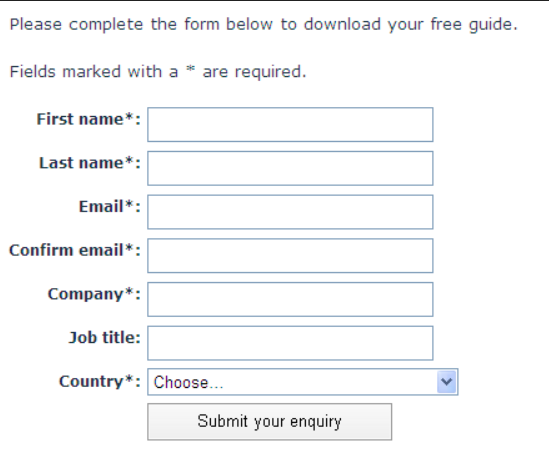 Please complete the form below to download your free guide.
Fields marked with a * are required.
First name*:
Last name*:
Email*:
Confirm email*:
Company*:
Job title:
Country*: Choose...
Submit your enquiry